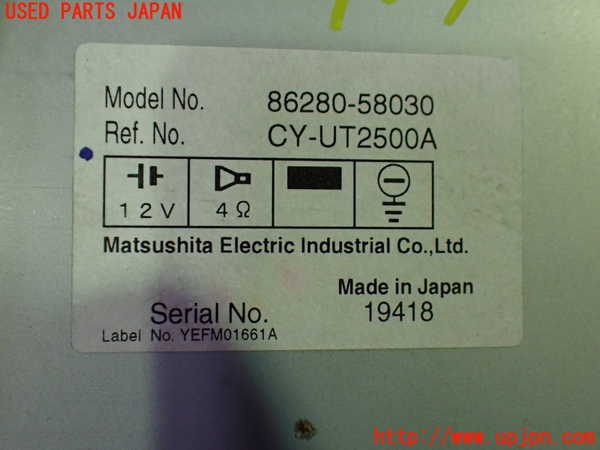 USED PARTS JAPAN
Model No. 86280-58030
Ref. No. CY-UT2500A
12V 4Ω
Matsushita Electric Industrial Co.,Ltd.
Made in Japan
Serial No. 19418
Label No. YEFM01661A
http://www.upjpn.com/